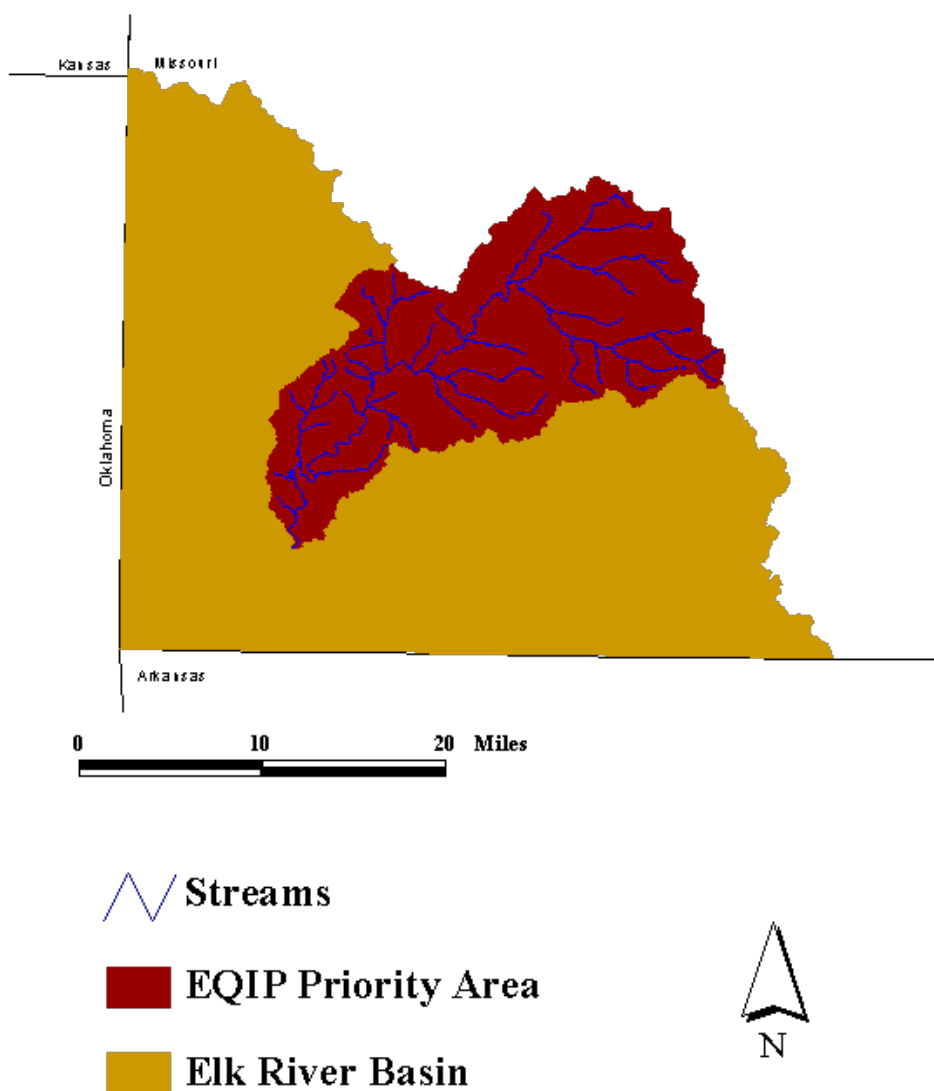 Kansas Missouri
Oklahoma
Arkansas
0 10 20 Miles
Streams
EQIP Priority Area
N
Elk River Basin